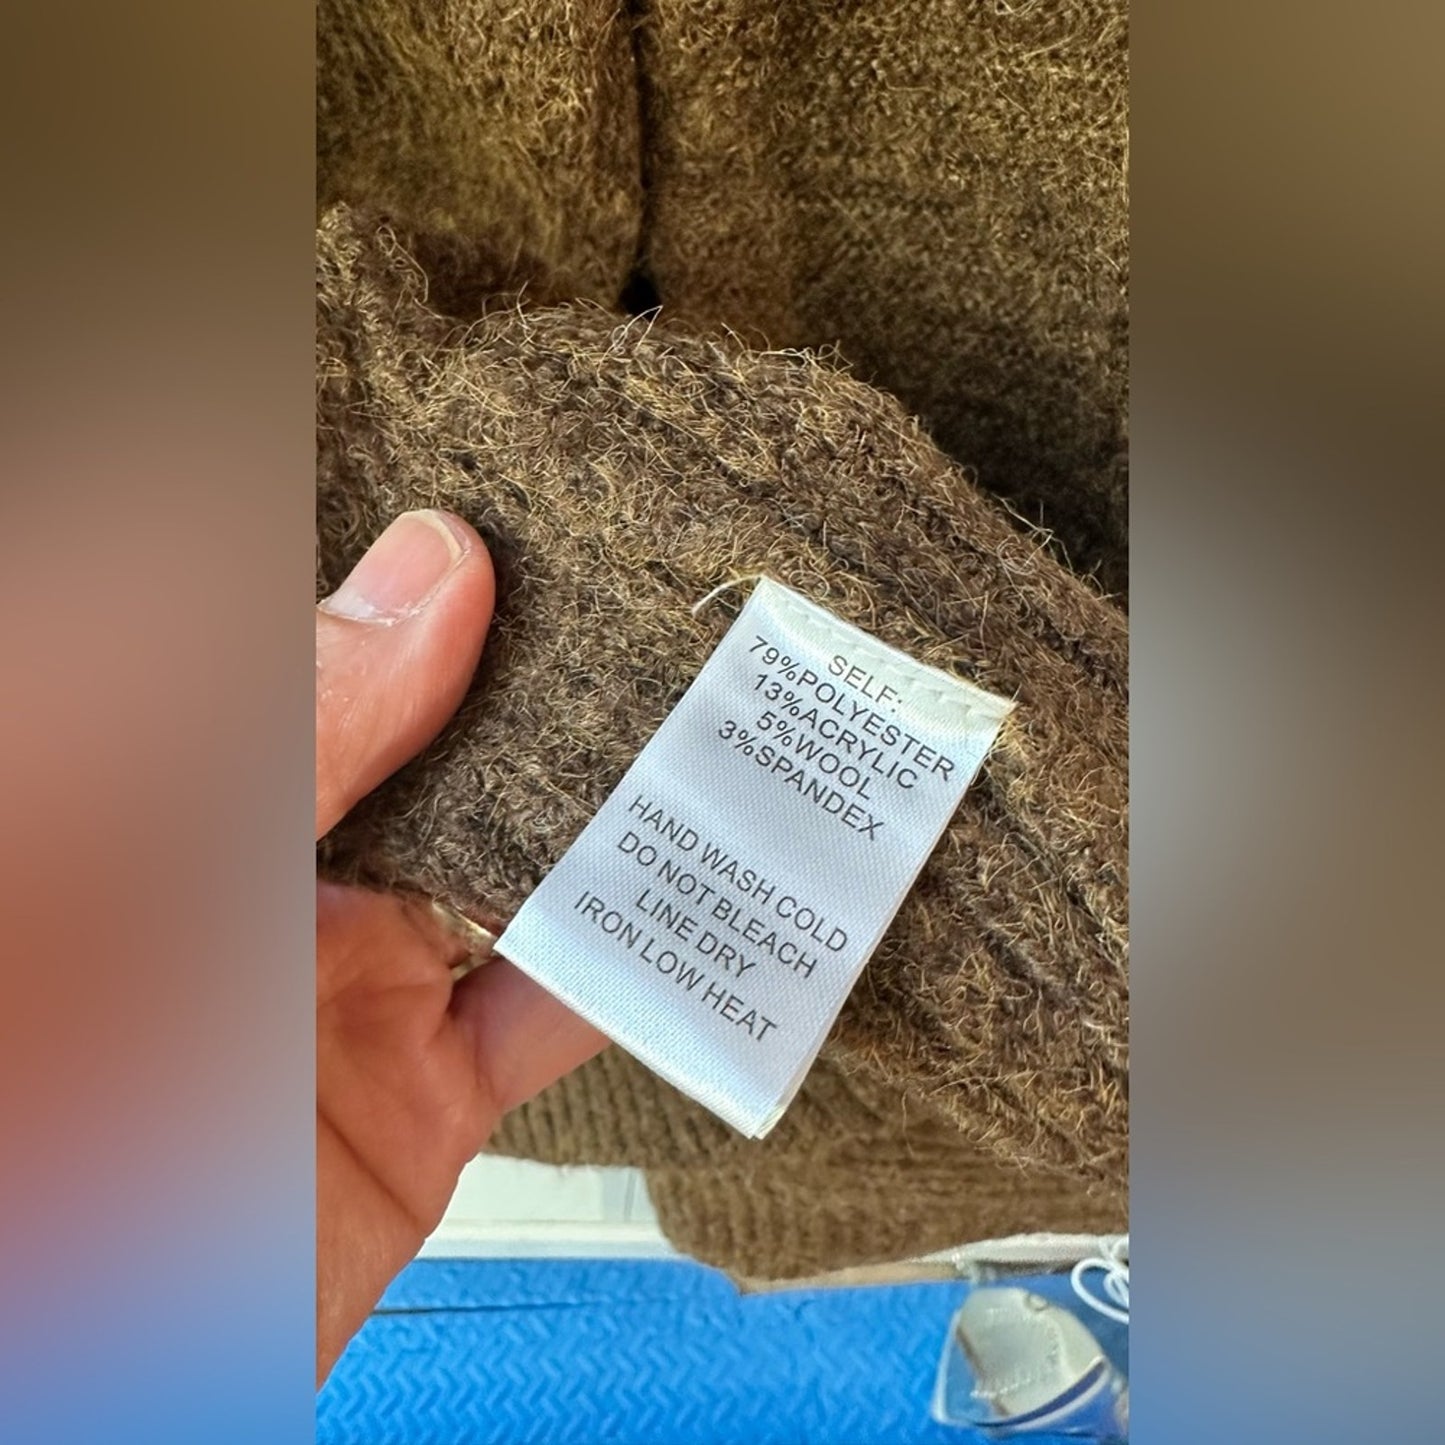 SELF:
79%POLYESTER
13%ACRYLIC
5%WOOL
3%SPANDEX
HAND WASH COLD
DO NOT BLEACH
LINE DRY
IRON LOW HEAT